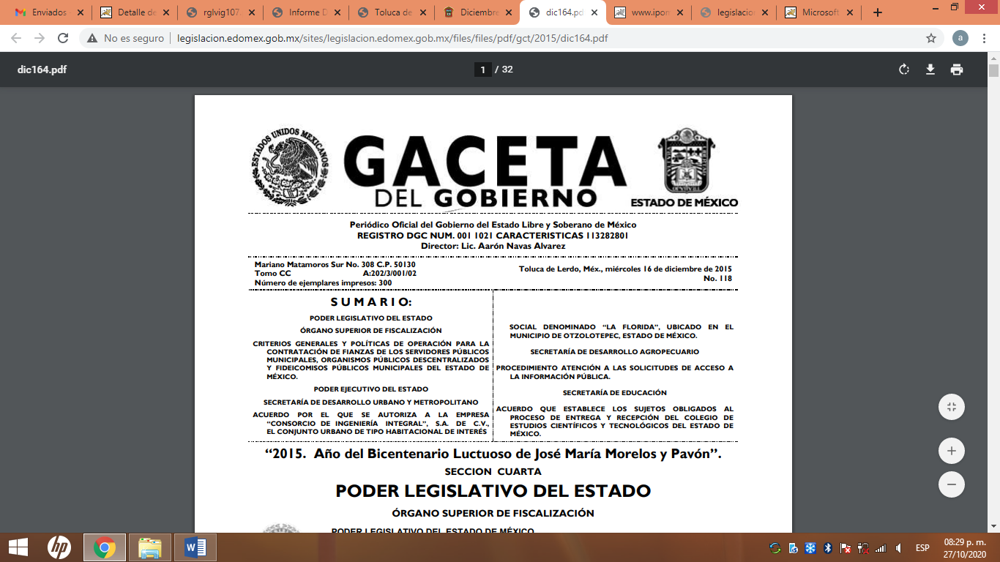 Enviados
Detalle de
rglvig107.
Informe D
Toluca de
Diciembre
dic164.pd
www.ipon
legislacio
Microsoft
No es seguro
legislacion.edomex.gob.mx/sites/legislacion.edomex.gob.mx/files/files/pdf/gct/2015/dic164.pdf
a
dic164.pdf
1 / 32
ESTADOS UNIDOS MEXICANOS
GACETA
DEL GOBIERNO
ESTADO DE MÉXICO
Periódico Oficial del Gobierno del Estado Libre y Soberano de México
REGISTRO DGC NUM. 001 1021 CARACTERISTICAS 113282801
Director: Lic. Aarón Navas Alvarez
Mariano Matamoros Sur No. 308 C.P. 50130
Tomo CC A:202/3/001/02
Número de ejemplares impresos: 300
Toluca de Lerdo, Méx., miércoles 16 de diciembre de 2015
No. 118
S U M A R I O:
PODER LEGISLATIVO DEL ESTADO
ÓRGANO SUPERIOR DE FISCALIZACIÓN
CRITERIOS GENERALES Y POLÍTICAS DE OPERACIÓN PARA LA
CONTRATACIÓN DE FIANZAS DE LOS SERVIDORES PÚBLICOS
MUNICIPALES, ORGANISMOS PÚBLICOS DESCENTRALIZADOS
Y FIDEICOMISOS PÚBLICOS MUNICIPALES DEL ESTADO DE
MÉXICO.
PODER EJECUTIVO DEL ESTADO
SECRETARÍA DE DESARROLLO URBANO Y METROPOLITANO
ACUERDO POR EL QUE SE AUTORIZA A LA EMPRESA
“CONSORCIO DE INGENIERÍA INTEGRAL”, S.A. DE C.V.,
EL CONJUNTO URBANO DE TIPO HABITACIONAL DE INTERÉS
SOCIAL DENOMINADO “LA FLORIDA”, UBICADO EN EL
MUNICIPIO DE OTZOLOTEPEC, ESTADO DE MÉXICO.
SECRETARÍA DE DESARROLLO AGROPECUARIO
PROCEDIMIENTO ATENCIÓN A LAS SOLICITUDES DE ACCESO A
LA INFORMACIÓN PÚBLICA.
SECRETARÍA DE EDUCACIÓN
ACUERDO QUE ESTABLECE LOS SUJETOS OBLIGADOS AL
PROCESO DE ENTREGA Y RECEPCIÓN DEL COLEGIO DE
ESTUDIOS CIENTÍFICOS Y TECNOLÓGICOS DEL ESTADO DE
MÉXICO.
“2015. Año del Bicentenario Luctuoso de José María Morelos y Pavón”.
SECCION CUARTA
PODER LEGISLATIVO DEL ESTADO
ÓRGANO SUPERIOR DE FISCALIZACIÓN
PODER LEGISLATIVO DEL ESTADO DE MÉXICO
hp
ESP
08:29 p. m.
27/10/2020